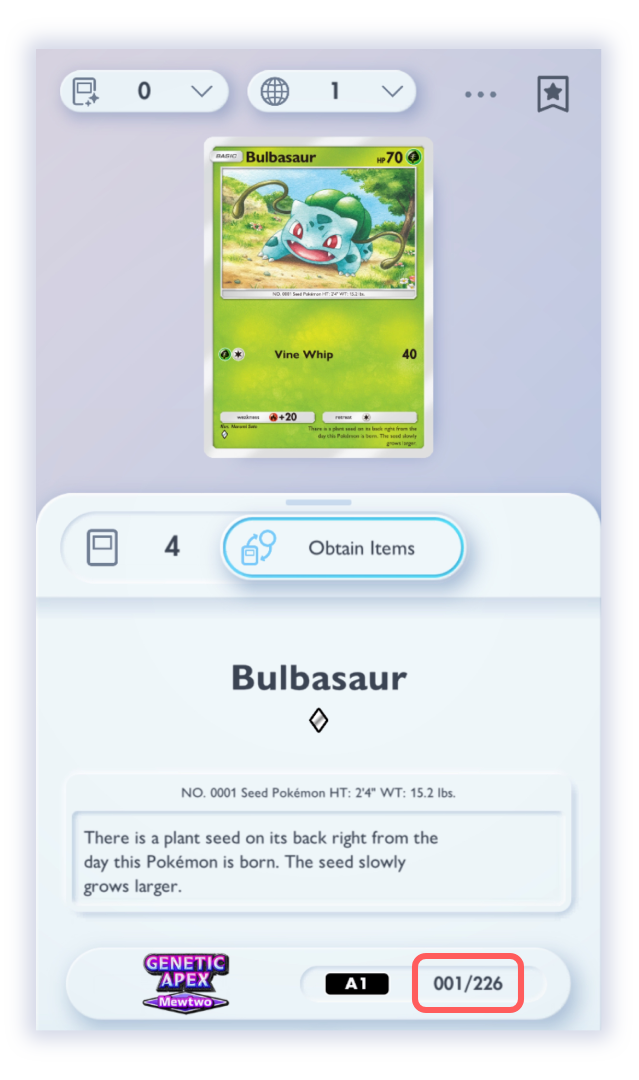 0
1
BASIC Bulbasaur HP 70
NO. 0001 Seed Pokémon HT: 2'4" WT: 15.2 lbs.
Vine Whip 40
weakness +20 retreat
There is a plant seed on its back right from the
day this Pokémon is born. The seed slowly
grows larger.
4 Obtain Items
Bulbasaur
NO. 0001 Seed Pokémon HT: 2'4" WT: 15.2 lbs.
There is a plant seed on its back right from the
day this Pokémon is born. The seed slowly
grows larger.
GENETIC
APEX
Mewtwo
A1 001/226